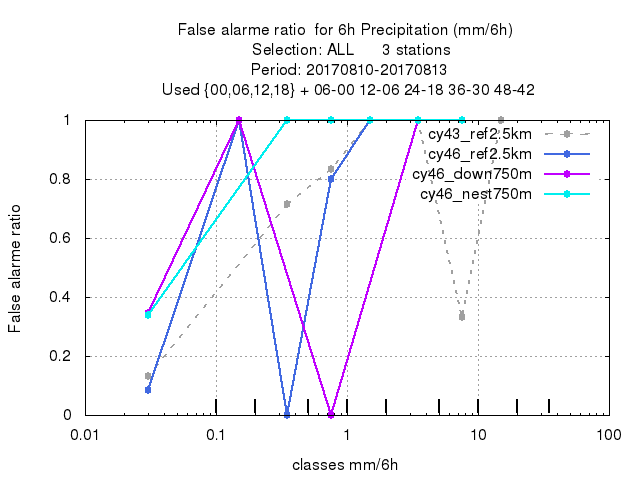 False alarme ratio  for 6h Precipitation (mm/6h)
Selection: ALL      3 stations
Period: 20170810-20170813
Used {00,06,12,18} + 06-00 12-06 24-18 36-30 48-42
1
0.8
0.6
0.4
0.2
0
False alarme ratio
cy43_ref2.5km
cy46_ref2.5km
cy46_down750m
cy46_nest750m
0.01 0.1 1 10 100
classes mm/6h